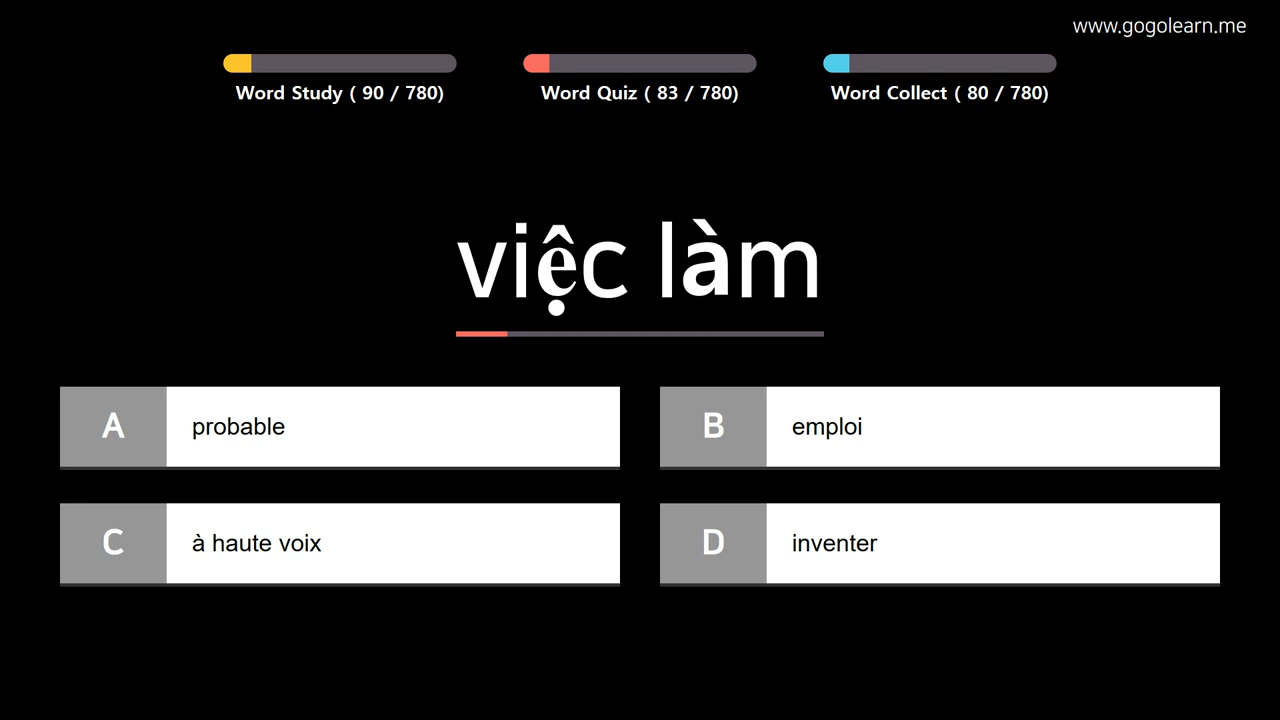 www.gogolearn.me
Word Study ( 90 / 780)
Word Quiz ( 83 / 780)
Word Collect ( 80 / 780)
việc làm
A probable
B emploi
C à haute voix
D inventer